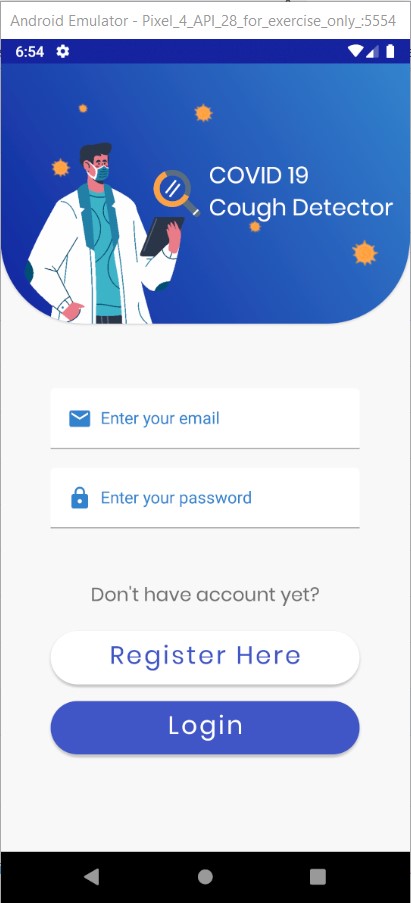 Android Emulator - Pixel_4_API_28_for_exercise_only_:5554
6:54
COVID 19
Cough Detector
Enter your email
Enter your password
Don't have account yet?
Register Here
Login